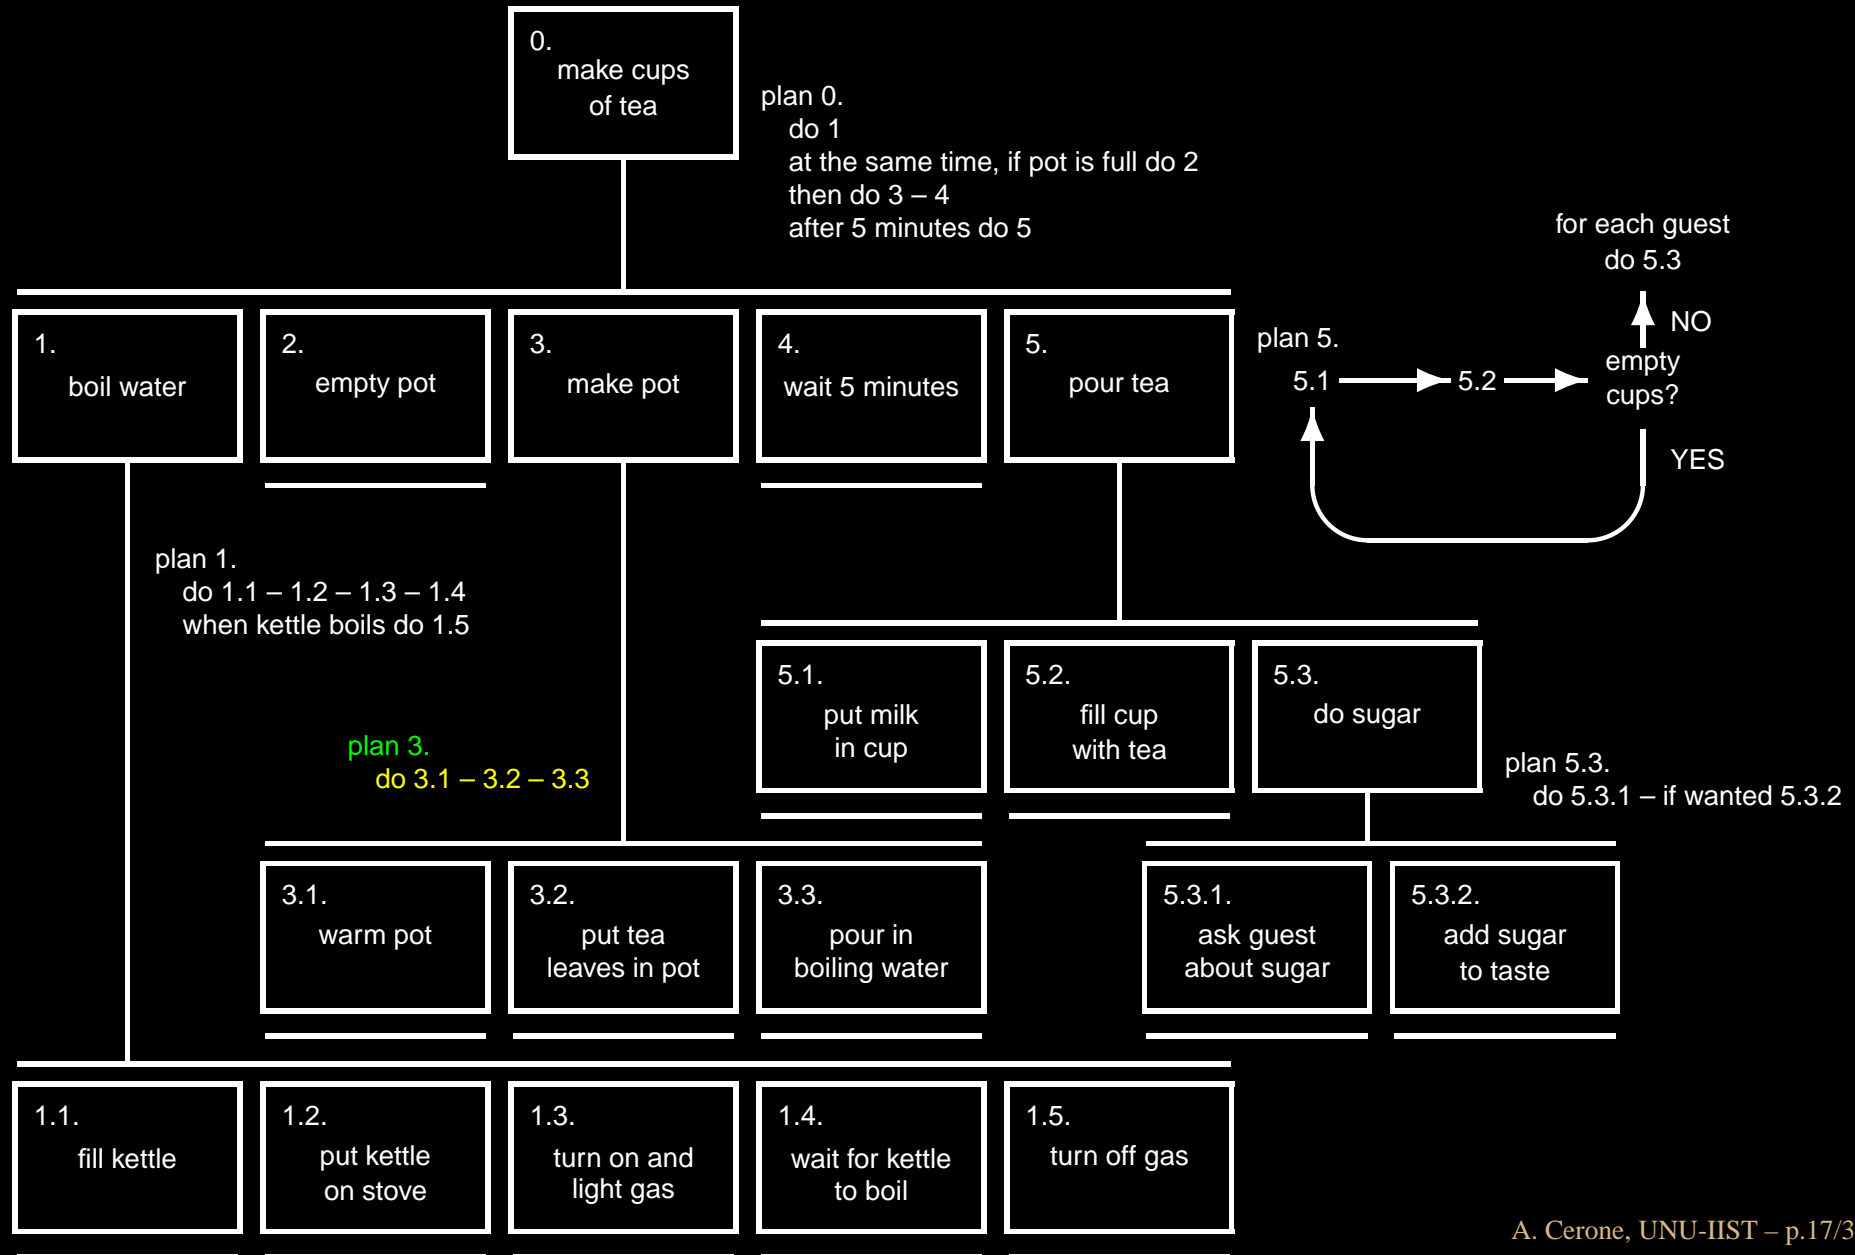 0.
make cups
of tea
plan 0.
do 1
at the same time, if pot is full do 2
then do 3 – 4
after 5 minutes do 5
1.
boil water
2.
empty pot
3.
make pot
4.
wait 5 minutes
5.
pour tea
plan 5.
5.1
5.2
empty
cups?
NO
for each guest
do 5.3
YES
plan 1.
do 1.1 – 1.2 – 1.3 – 1.4
when kettle boils do 1.5
plan 3.
do 3.1 – 3.2 – 3.3
5.1.
put milk
in cup
5.2.
fill cup
with tea
5.3.
do sugar
plan 5.3.
do 5.3.1 – if wanted 5.3.2
3.1.
warm pot
3.2.
put tea
leaves in pot
3.3.
pour in
boiling water
5.3.1.
ask guest
about sugar
5.3.2.
add sugar
to taste
1.1.
fill kettle
1.2.
put kettle
on stove
1.3.
turn on and
light gas
1.4.
wait for kettle
to boil
1.5.
turn off gas
A. Cerone, UNU-IIST – p.17/3